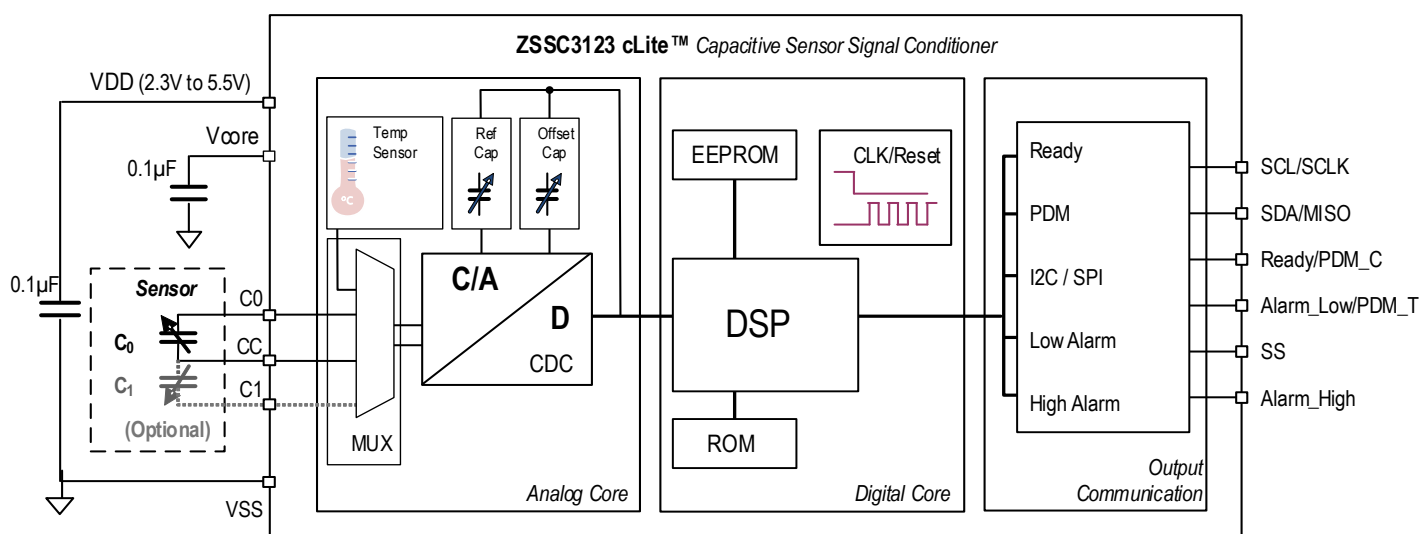 ZSSC3123 cLite™ Capacitive Sensor Signal Conditioner
VDD (2.3V to 5.5V)
Vcore
0.1µF
0.1µF
Sensor
C0
C1
(Optional)
C0
CC
C1
VSS
Temp
Sensor
ºC
Ref
Cap
Offset
Cap
MUX
C/A
D
CDC
Analog Core
EEPROM
CLK/Reset
DSP
ROM
Digital Core
Ready
PDM
I2C / SPI
Low Alarm
High Alarm
Output
Communication
SCL/SCLK
SDA/MISO
Ready/PDM_C
Alarm_Low/PDM_T
SS
Alarm_High